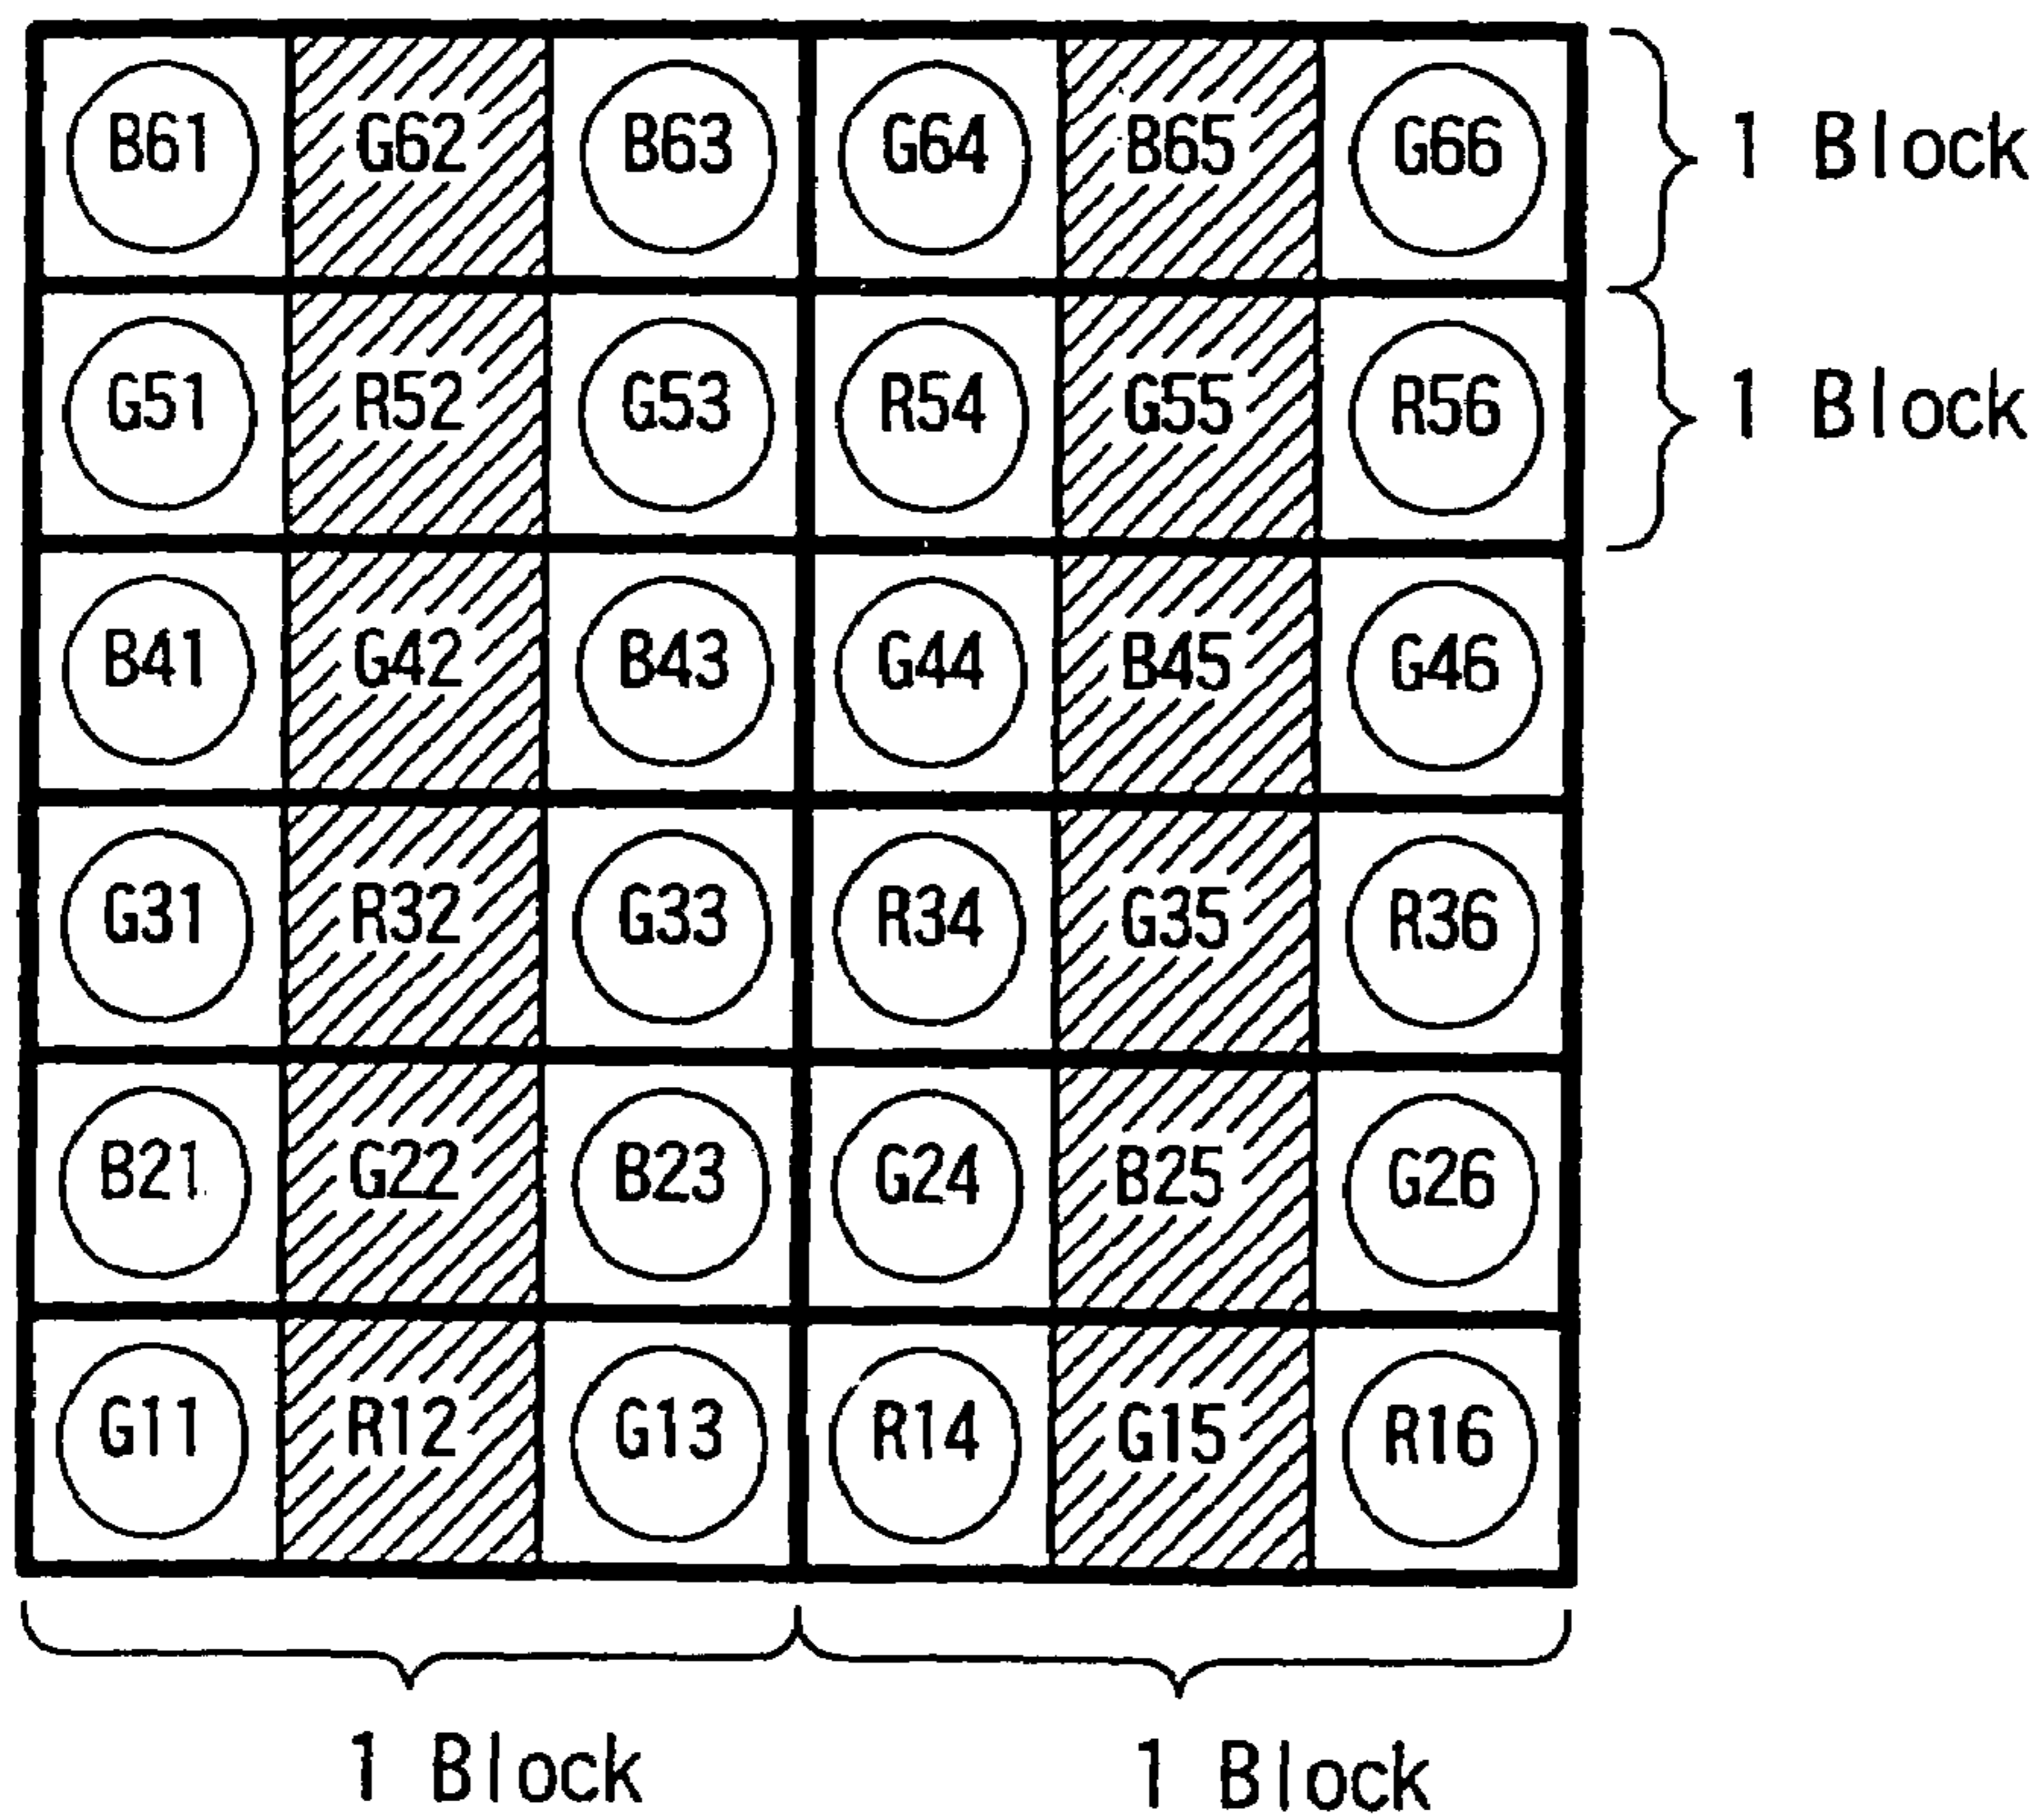 B61 G62 B63 G64 B65 G66 1 Block
G51 R52 G53 R54 G55 R56 1 Block
B41 G42 B43 G44 B45 G46
G31 R32 G33 R34 G35 R36
B21 G22 B23 G24 B25 G26
G11 R12 G13 R14 G15 R16
1 Block 1 Block